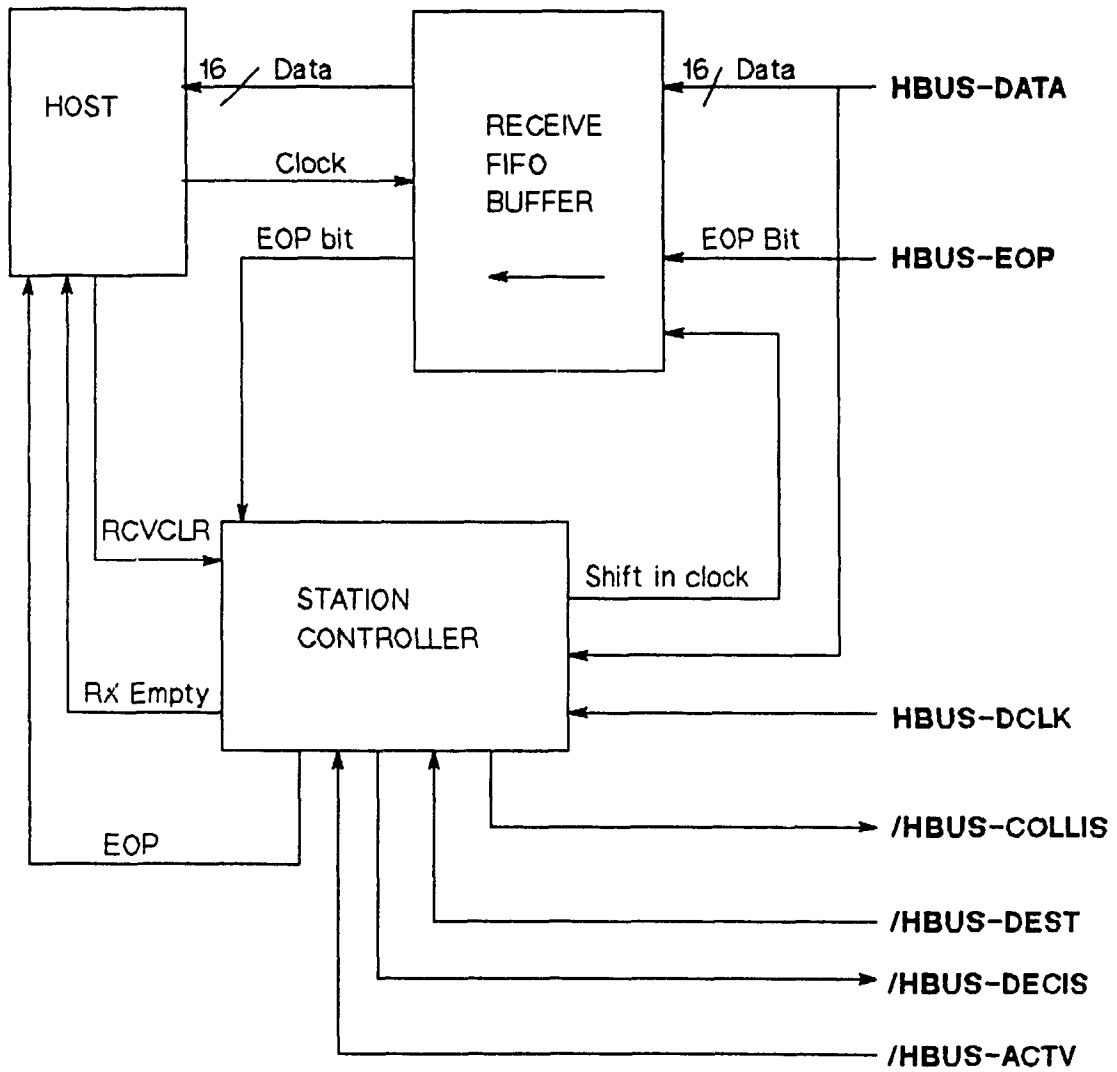 HOST
16 Data
Clock
EOP bit
RECEIVE
FIFO
BUFFER
16 Data
HBUS-DATA
EOP Bit
HBUS-EOP
RCVCLR
STATION
CONTROLLER
Shift in clock
Rx Empty
HBUS-DCLK
EOP
/HBUS-COLLIS
/HBUS-DEST
/HBUS-DECIS
/HBUS-ACTV